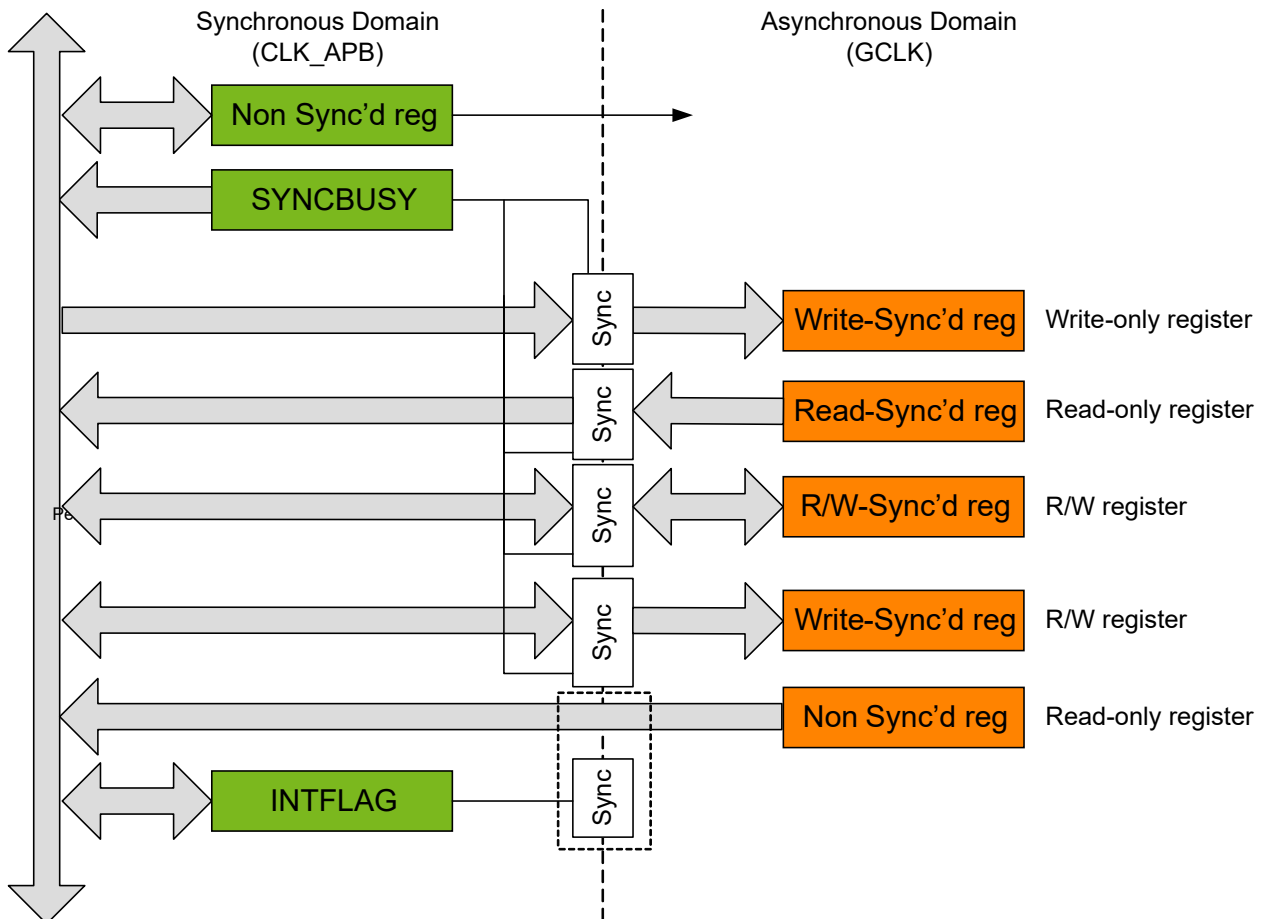 Synchronous Domain
(CLK_APB)
Asynchronous Domain
(GCLK)
Non Sync'd reg
SYNCBUSY
Sync
Write-Sync'd reg
Write-only register
Sync
Read-Sync'd reg
Read-only register
Sync
R/W-Sync'd reg
R/W register
Sync
Write-Sync'd reg
R/W register
Non Sync'd reg
Read-only register
INTFLAG
Sync